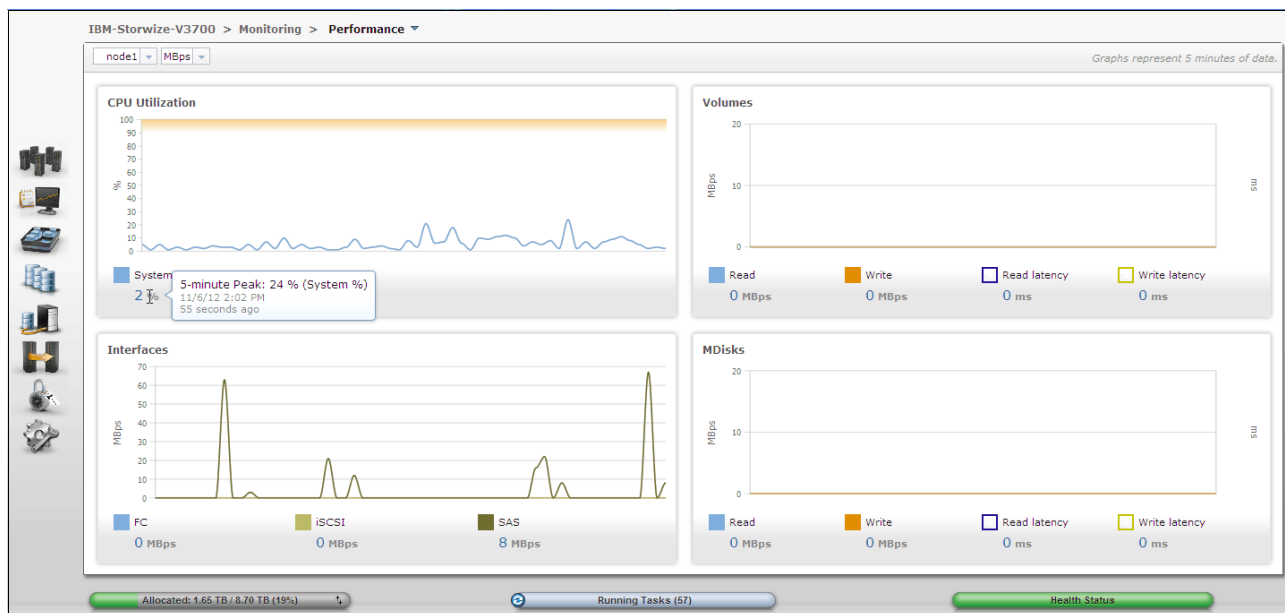 IBM-Storwize-V3700 > Monitoring > Performance
node1 MBps Graphs represent 5 minutes of data.
CPU Utilization
100
90
80
70
60
50
40
30
20
10
0
%
System
2 %
5-minute Peak: 24 % (System %)
11/6/12 2:02 PM
55 seconds ago
Volumes
20
10
0
MBps
ms
Read Write Read latency Write latency
0 MBps 0 MBps 0 ms 0 ms
Interfaces
70
60
50
40
30
20
10
0
MBps
FC iSCSI SAS
0 MBps 0 MBps 8 MBps
MDisks
20
10
0
MBps
ms
Read Write Read latency Write latency
0 MBps 0 MBps 0 ms 0 ms
Allocated: 1.65 TB / 8.70 TB (19%) Running Tasks (57) Health Status